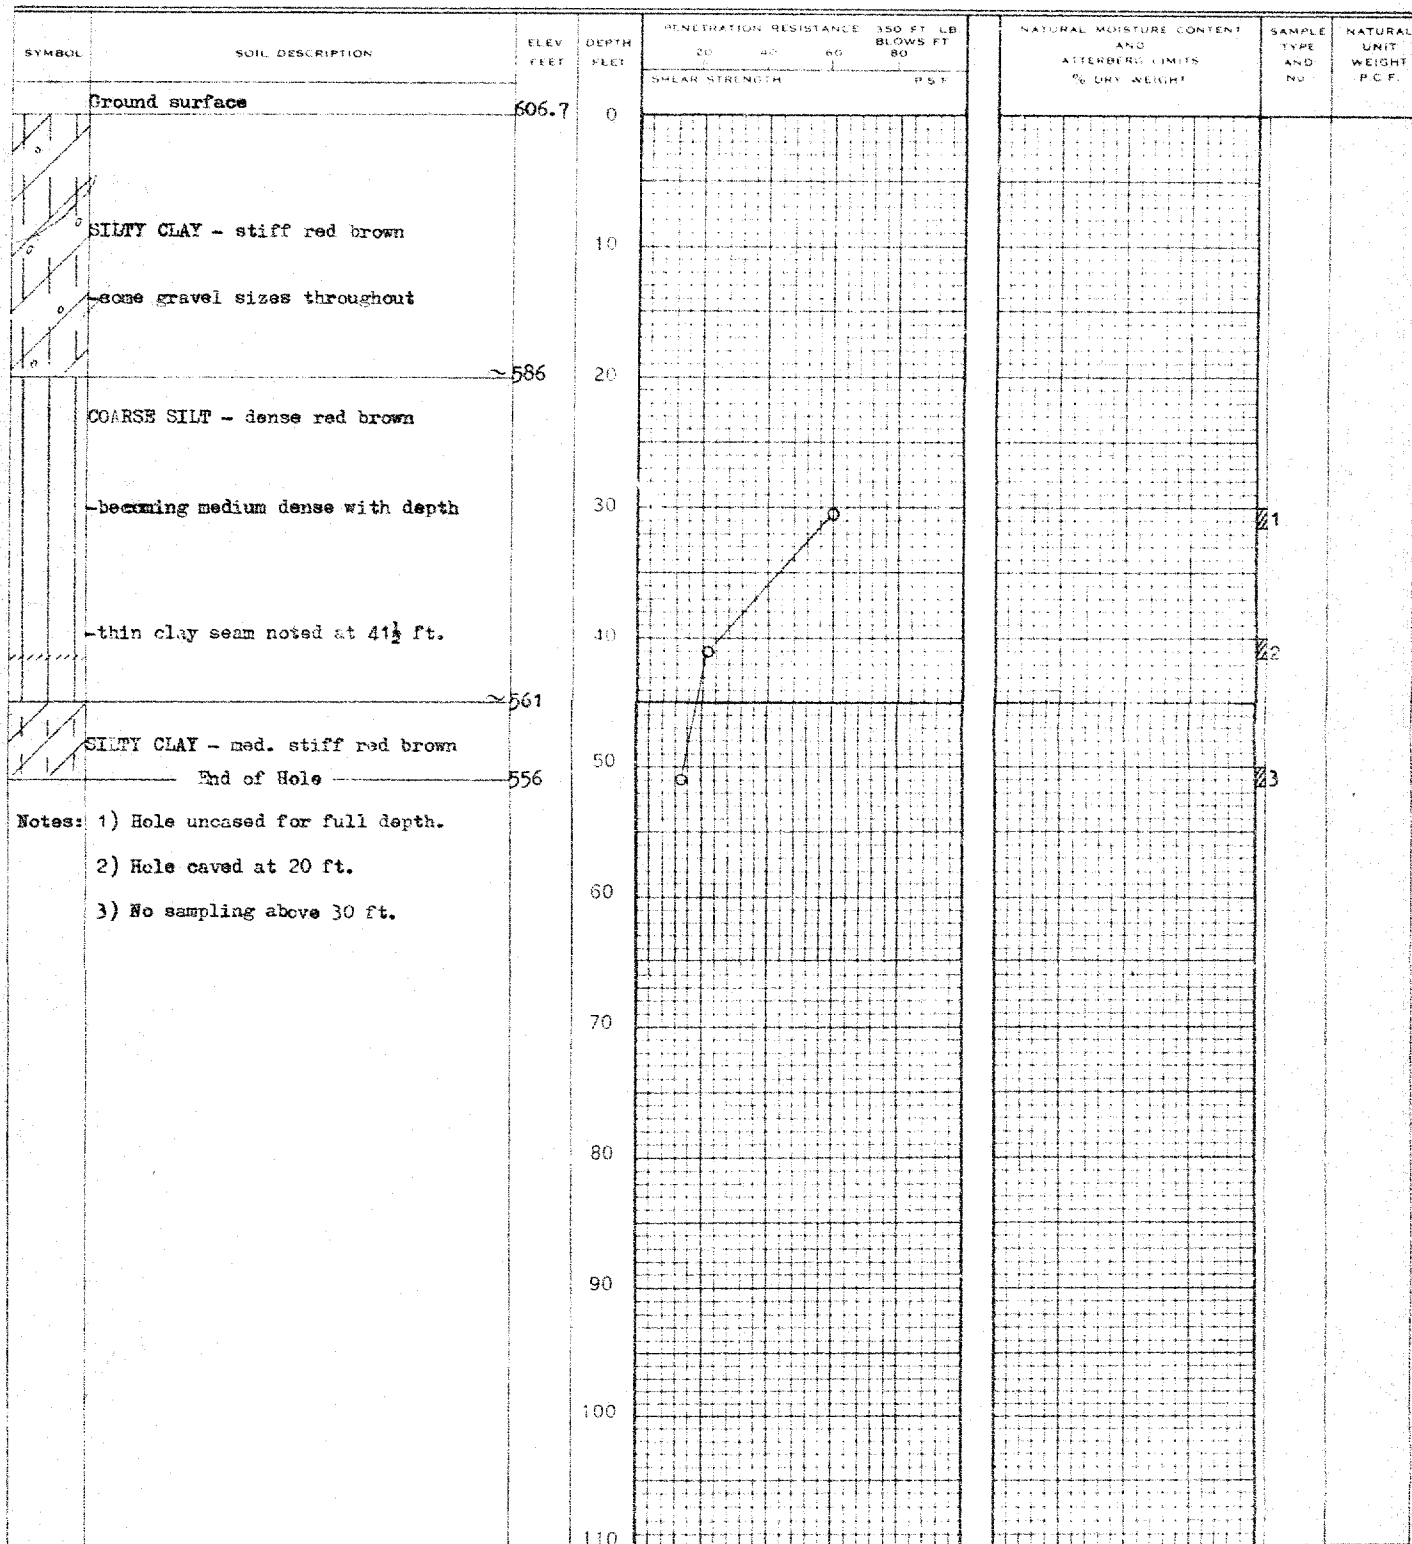 SYMBOL
SOIL DESCRIPTION
ELEV
FEET
DEPTH
FEET
PENETRATION RESISTANCE 350 FT LB
BLOWS FT
20 40 60 80
SHEAR STRENGTH P S F
NATURAL MOISTURE CONTENT
AND
ATTERBERG LIMITS
% DRY WEIGHT
SAMPLE
TYPE
AND
NO
NATURAL
UNIT
WEIGHT
P.C.F.
Ground surface 606.7 0
SILTY CLAY - stiff red brown
10
-some gravel sizes throughout
~586 20
COARSE SILT - dense red brown
-becoming medium dense with depth
30 1
-thin clay seam noted at 41½ ft.
40 2
~561
SILTY CLAY - med. stiff red brown
50
End of Hole 556 3
Notes: 1) Hole uncased for full depth.
2) Hole caved at 20 ft.
60
3) No sampling above 30 ft.
70
80
90
100
110